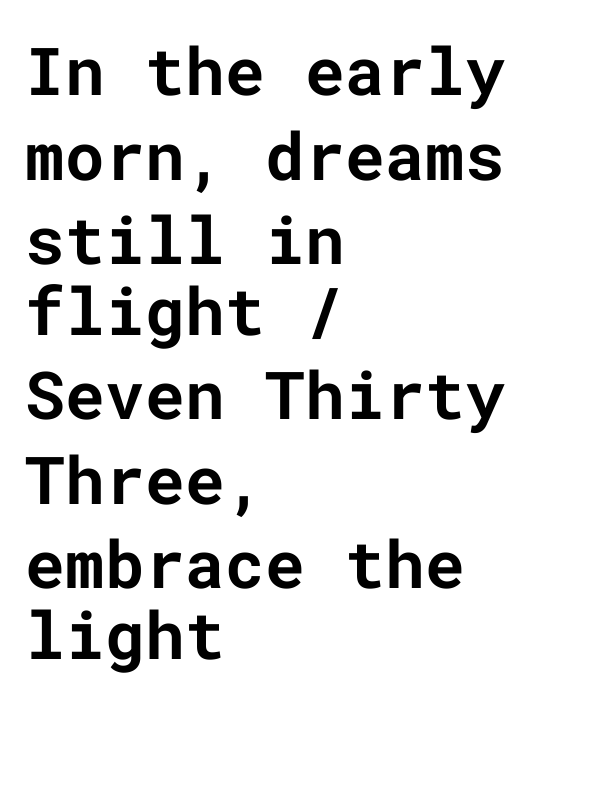 In the early
morn, dreams
still in
flight /
Seven Thirty
Three,
embrace the
light